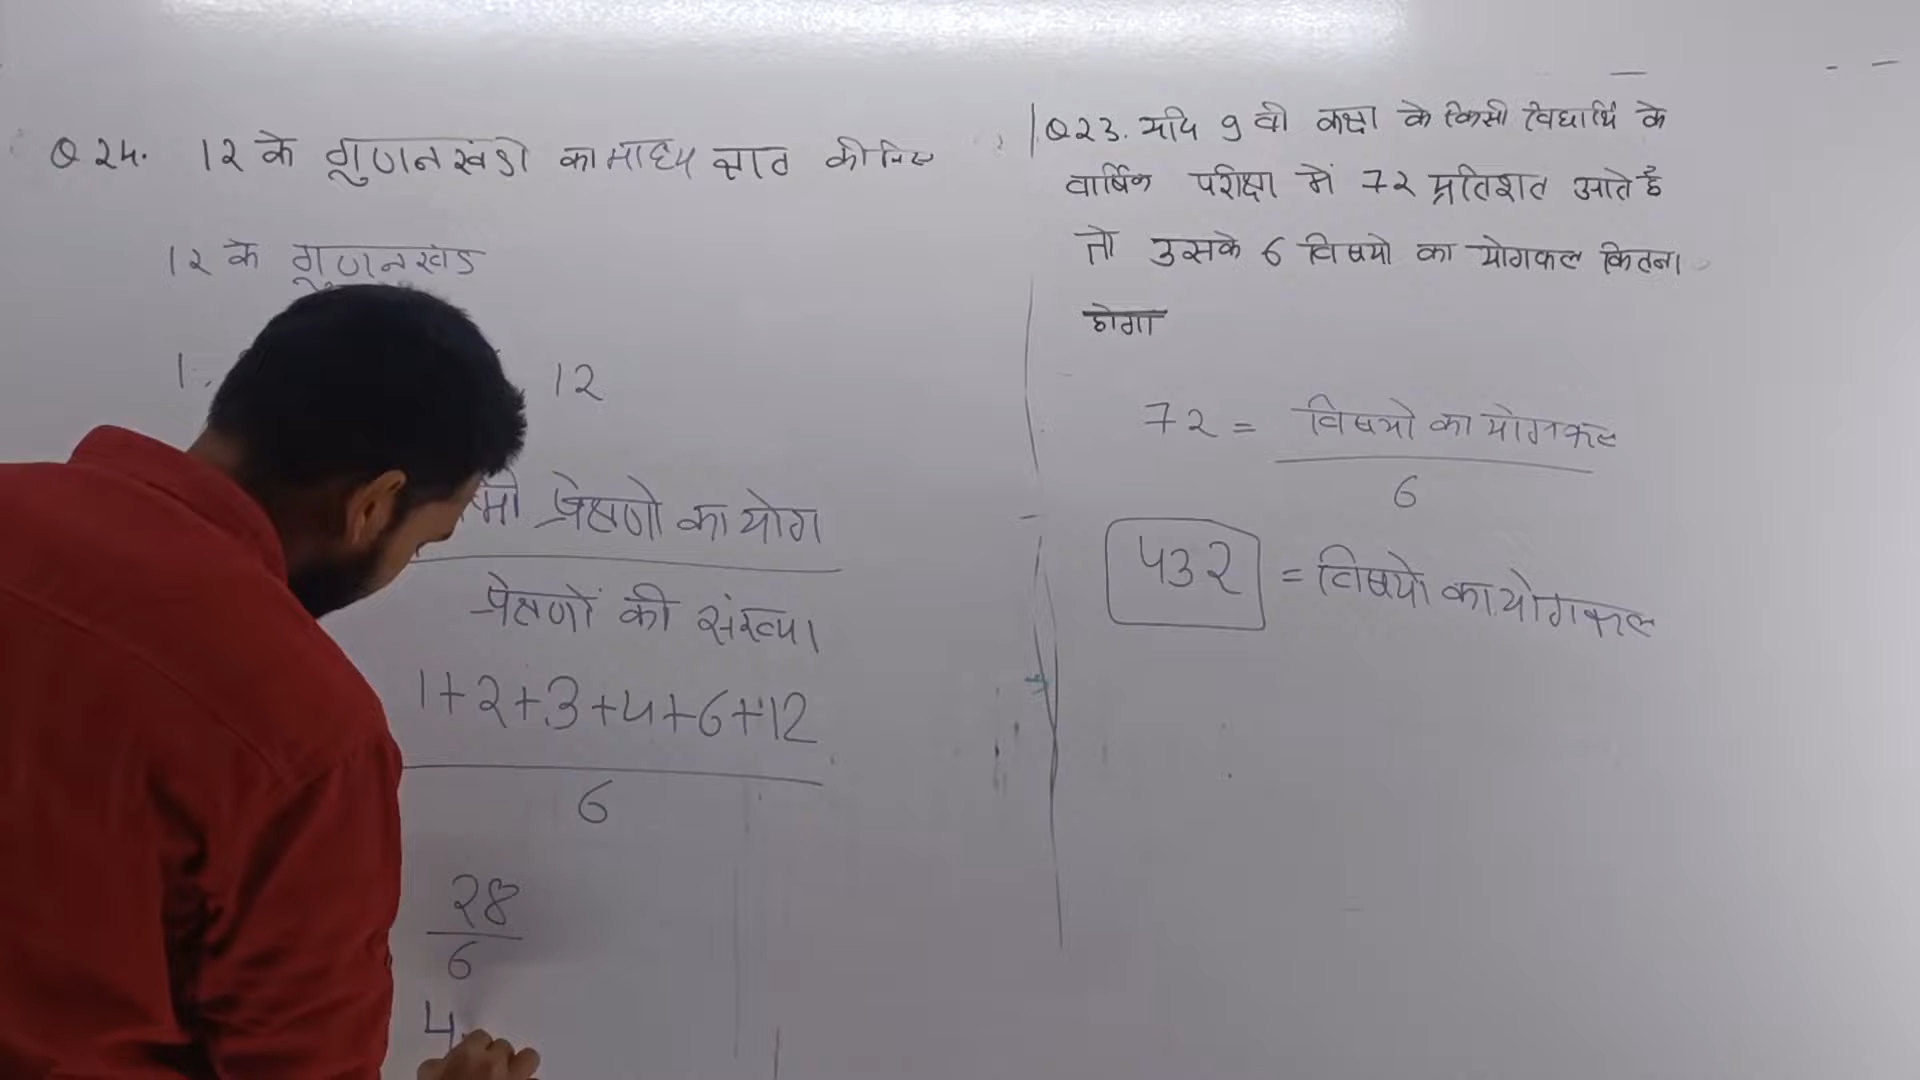 Q 24. 12 के गुणनखंडो का माध्य ज्ञात कीजिए
12 के गुणनखंड
1, 12
प्रेक्षणो का योग
प्रेक्षणों की संख्या
1+2+3+4+6+12
6
28
6
4.
Q23. यदि 9 वी कक्षा के किसी विद्यार्थि के
वार्षिक परीक्षा में 72 प्रतिशत आते है
तो उसके 6 विषयो का योगफल कितना
होगा
72 = विषयो का योगफल
6
432 = विषयो का योगफल